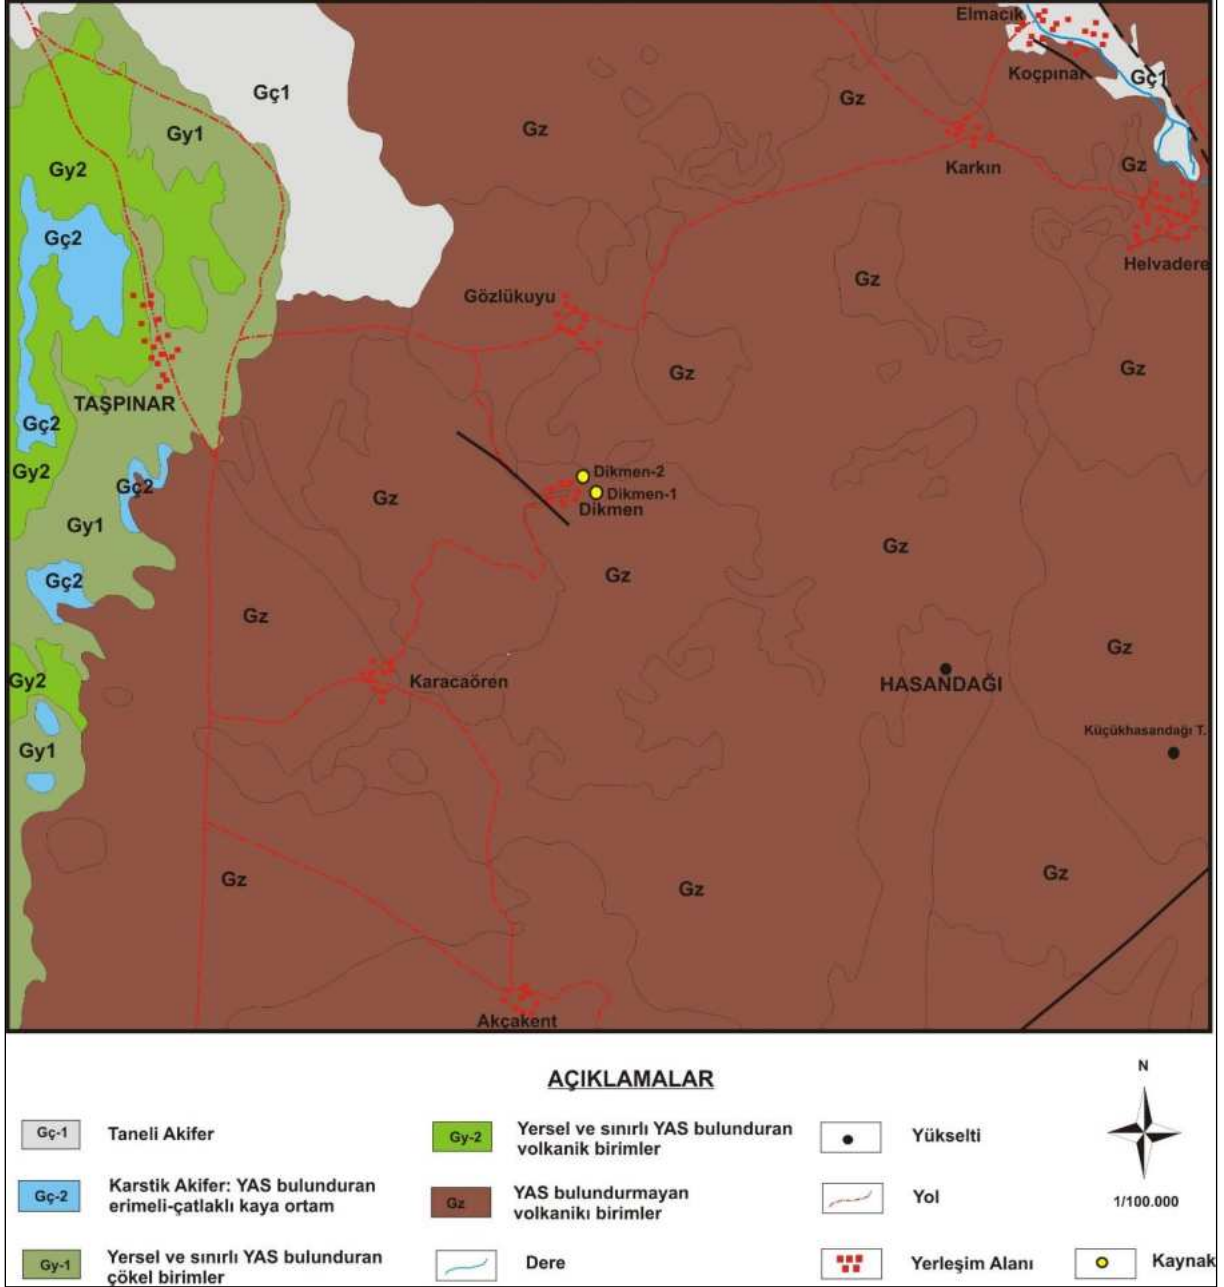 Elmacık
Gç1
Koçpınar
Gç1
Gz
Gz
Gy1
Gz
Karkın
Gy2
Gç2
Helvadere
Gz
Gözlükuyu
Gz
Gz
TAŞPINAR
Gç2
Gy2
Dikmen-2
Gç2
Dikmen-1
Gz
Dikmen
Gy1
Gz
Gz
Gç2
Gz
Gz
Gy2
Karacaören
HASANDAĞI
Küçükhasandağı T.
Gy1
Gz
Gz
Gz
Akçakent
AÇIKLAMALAR
N
1/100.000
Gç-1 Taneli Akifer
Gç-2 Karstik Akifer: YAS bulunduran
erimeli-çatlaklı kaya ortam
Gy-1 Yersel ve sınırlı YAS bulunduran
çökel birimler
Gy-2 Yersel ve sınırlı YAS bulunduran
volkanik birimler
Gz YAS bulundurmayan
volkanikı birimler
Dere
Yükselti
Yol
Yerleşim Alanı
Kaynak